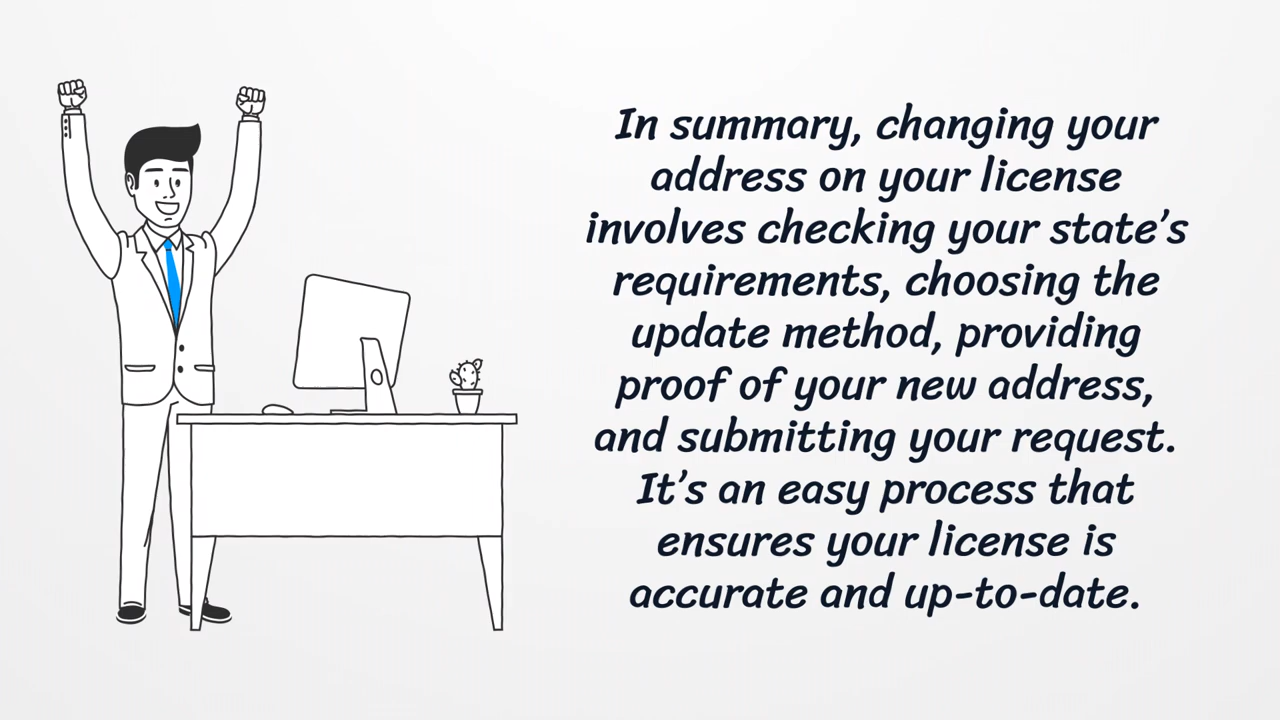 In summary, changing your
address on your license
involves checking your state’s
requirements, choosing the
update method, providing
proof of your new address,
and submitting your request.
It’s an easy process that
ensures your license is
accurate and up-to-date.